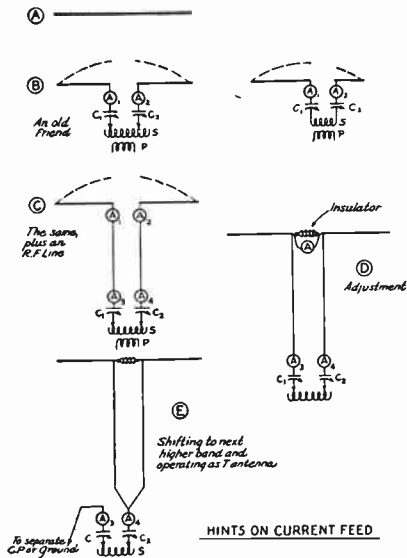 A
B
An old
Friend
A1 A2
C1 C2
S
P
A1 A2
C1 C2
S
P
C
The same,
plus an
R.F Line
A1 A2
A3 A4
C1 C2
S
P
Insulator
A
D
Adjustment
A3 A4
C1 C2
E
Shifting to next
higher band and
operating as T antenna
To separate
C.P or Ground
A3 A4
C C2
S
HINTS ON CURRENT FEED